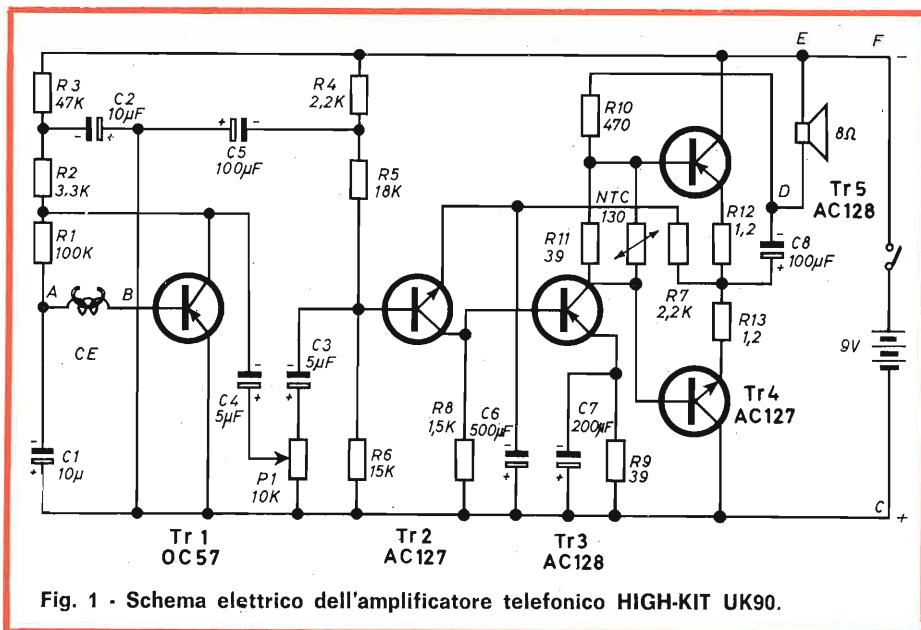 E
F
-
R3
47K
C2
10µF
-
+
R4
2,2K
R10
470
8Ω
+
-
C5
100µF
R2
3,3K
R5
18K
Tr5
AC128
NTC
130
D
R12
1,2
-
C8
100µF
+
R1
100K
R11
39
R7
2,2K
A
B
R13
1,2
9V
CE
C3
5µF
-
+
C4
5µF
-
+
Tr4
AC127
R8
1,5K
C6
500µF
-
+
C7
200µF
-
+
C1
10µ
-
+
P1
10K
R6
15K
R9
39
C
+
Tr1
OC57
Tr2
AC127
Tr3
AC128
Fig. 1 - Schema elettrico dell'amplificatore telefonico HIGH-KIT UK90.